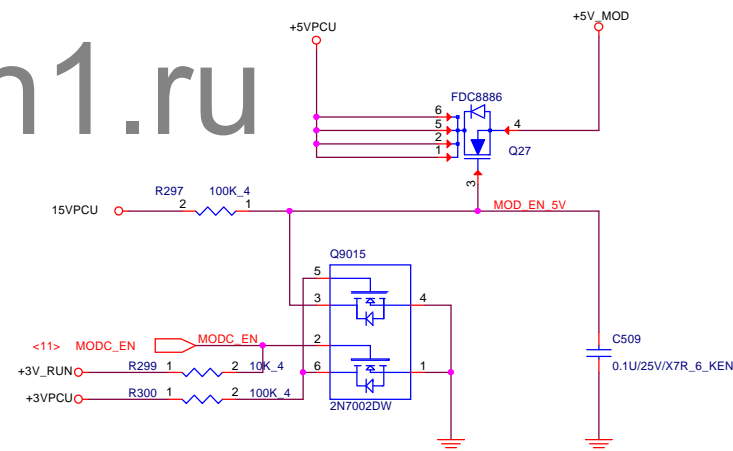 +5VPCU
+5V_MOD
n1.ru
FDC8886
6
5
2
1
4
Q27
3
R297
100K_4
15VPCU
2
1
MOD_EN_5V
Q9015
5
3
4
<11>
MODC_EN
MODC_EN
2
C509
0.1U/25V/X7R_6_KEN
+3V_RUN
R299
1
2
10K_4
6
1
+3VPCU
R300
1
2
100K_4
2N7002DW